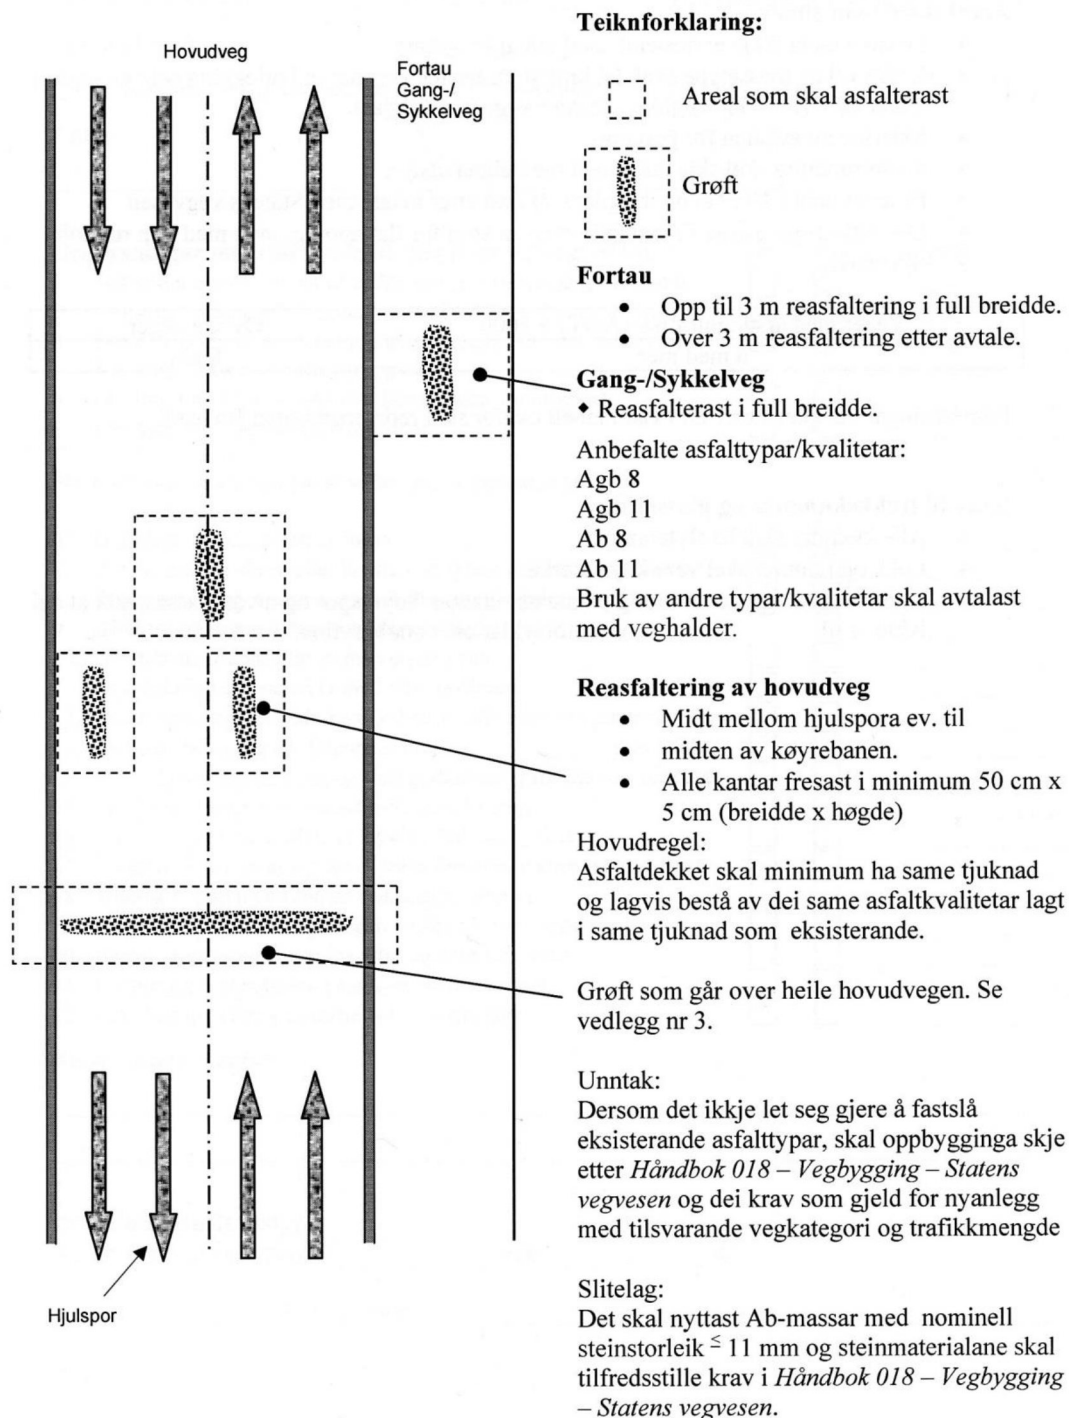 Teiknforklaring:
Hovudveg
Fortau
Gang-/
Sykkelveg
Areal som skal asfalterast
Grøft
Fortau
• Opp til 3 m reasfaltering i full breidde.
• Over 3 m reasfaltering etter avtale.
Gang-/Sykkelveg
◆ Reasfalterast i full breidde.
Anbefalte asfalttypar/kvalitetar:
Agb 8
Agb 11
Ab 8
Ab 11
Bruk av andre typar/kvalitetar skal avtalast
med veghalder.
Reasfaltering av hovudveg
• Midt mellom hjulspora ev. til
• midten av køyrebanen.
• Alle kantar fresast i minimum 50 cm x
5 cm (breidde x høgde)
Hovudregel:
Asfaltdekket skal minimum ha same tjuknad
og lagvis bestå av dei same asfaltkvalitetar lagt
i same tjuknad som eksisterande.
Grøft som går over heile hovudvegen. Se
vedlegg nr 3.
Unntak:
Dersom det ikkje let seg gjere å fastslå
eksisterande asfalttypar, skal oppbygginga skje
etter Håndbok 018 – Vegbygging – Statens
vegvesen og dei krav som gjeld for nyanlegg
med tilsvarande vegkategori og trafikkmengde
Hjulspor
Slitelag:
Det skal nyttast Ab-massar med nominell
steinstorleik ≤ 11 mm og steinmaterialane skal
tilfredsstille krav i Håndbok 018 – Vegbygging
– Statens vegvesen.